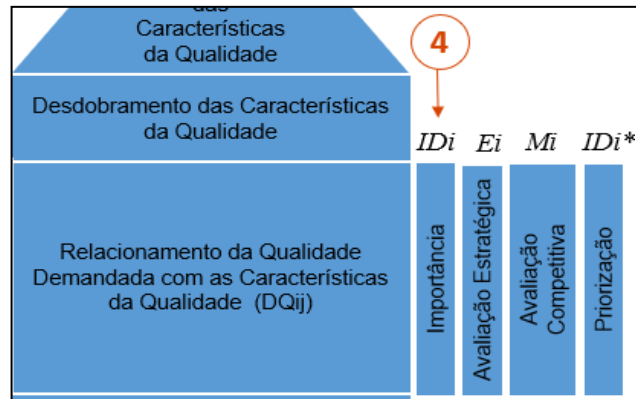 das
Características
da Qualidade
4
Desdobramento das Características
da Qualidade
IDi Ei Mi IDi*
Relacionamento da Qualidade
Demandada com as Características
da Qualidade (DQij)
Importância
Avaliação Estratégica
Avaliação
Competitiva
Priorização